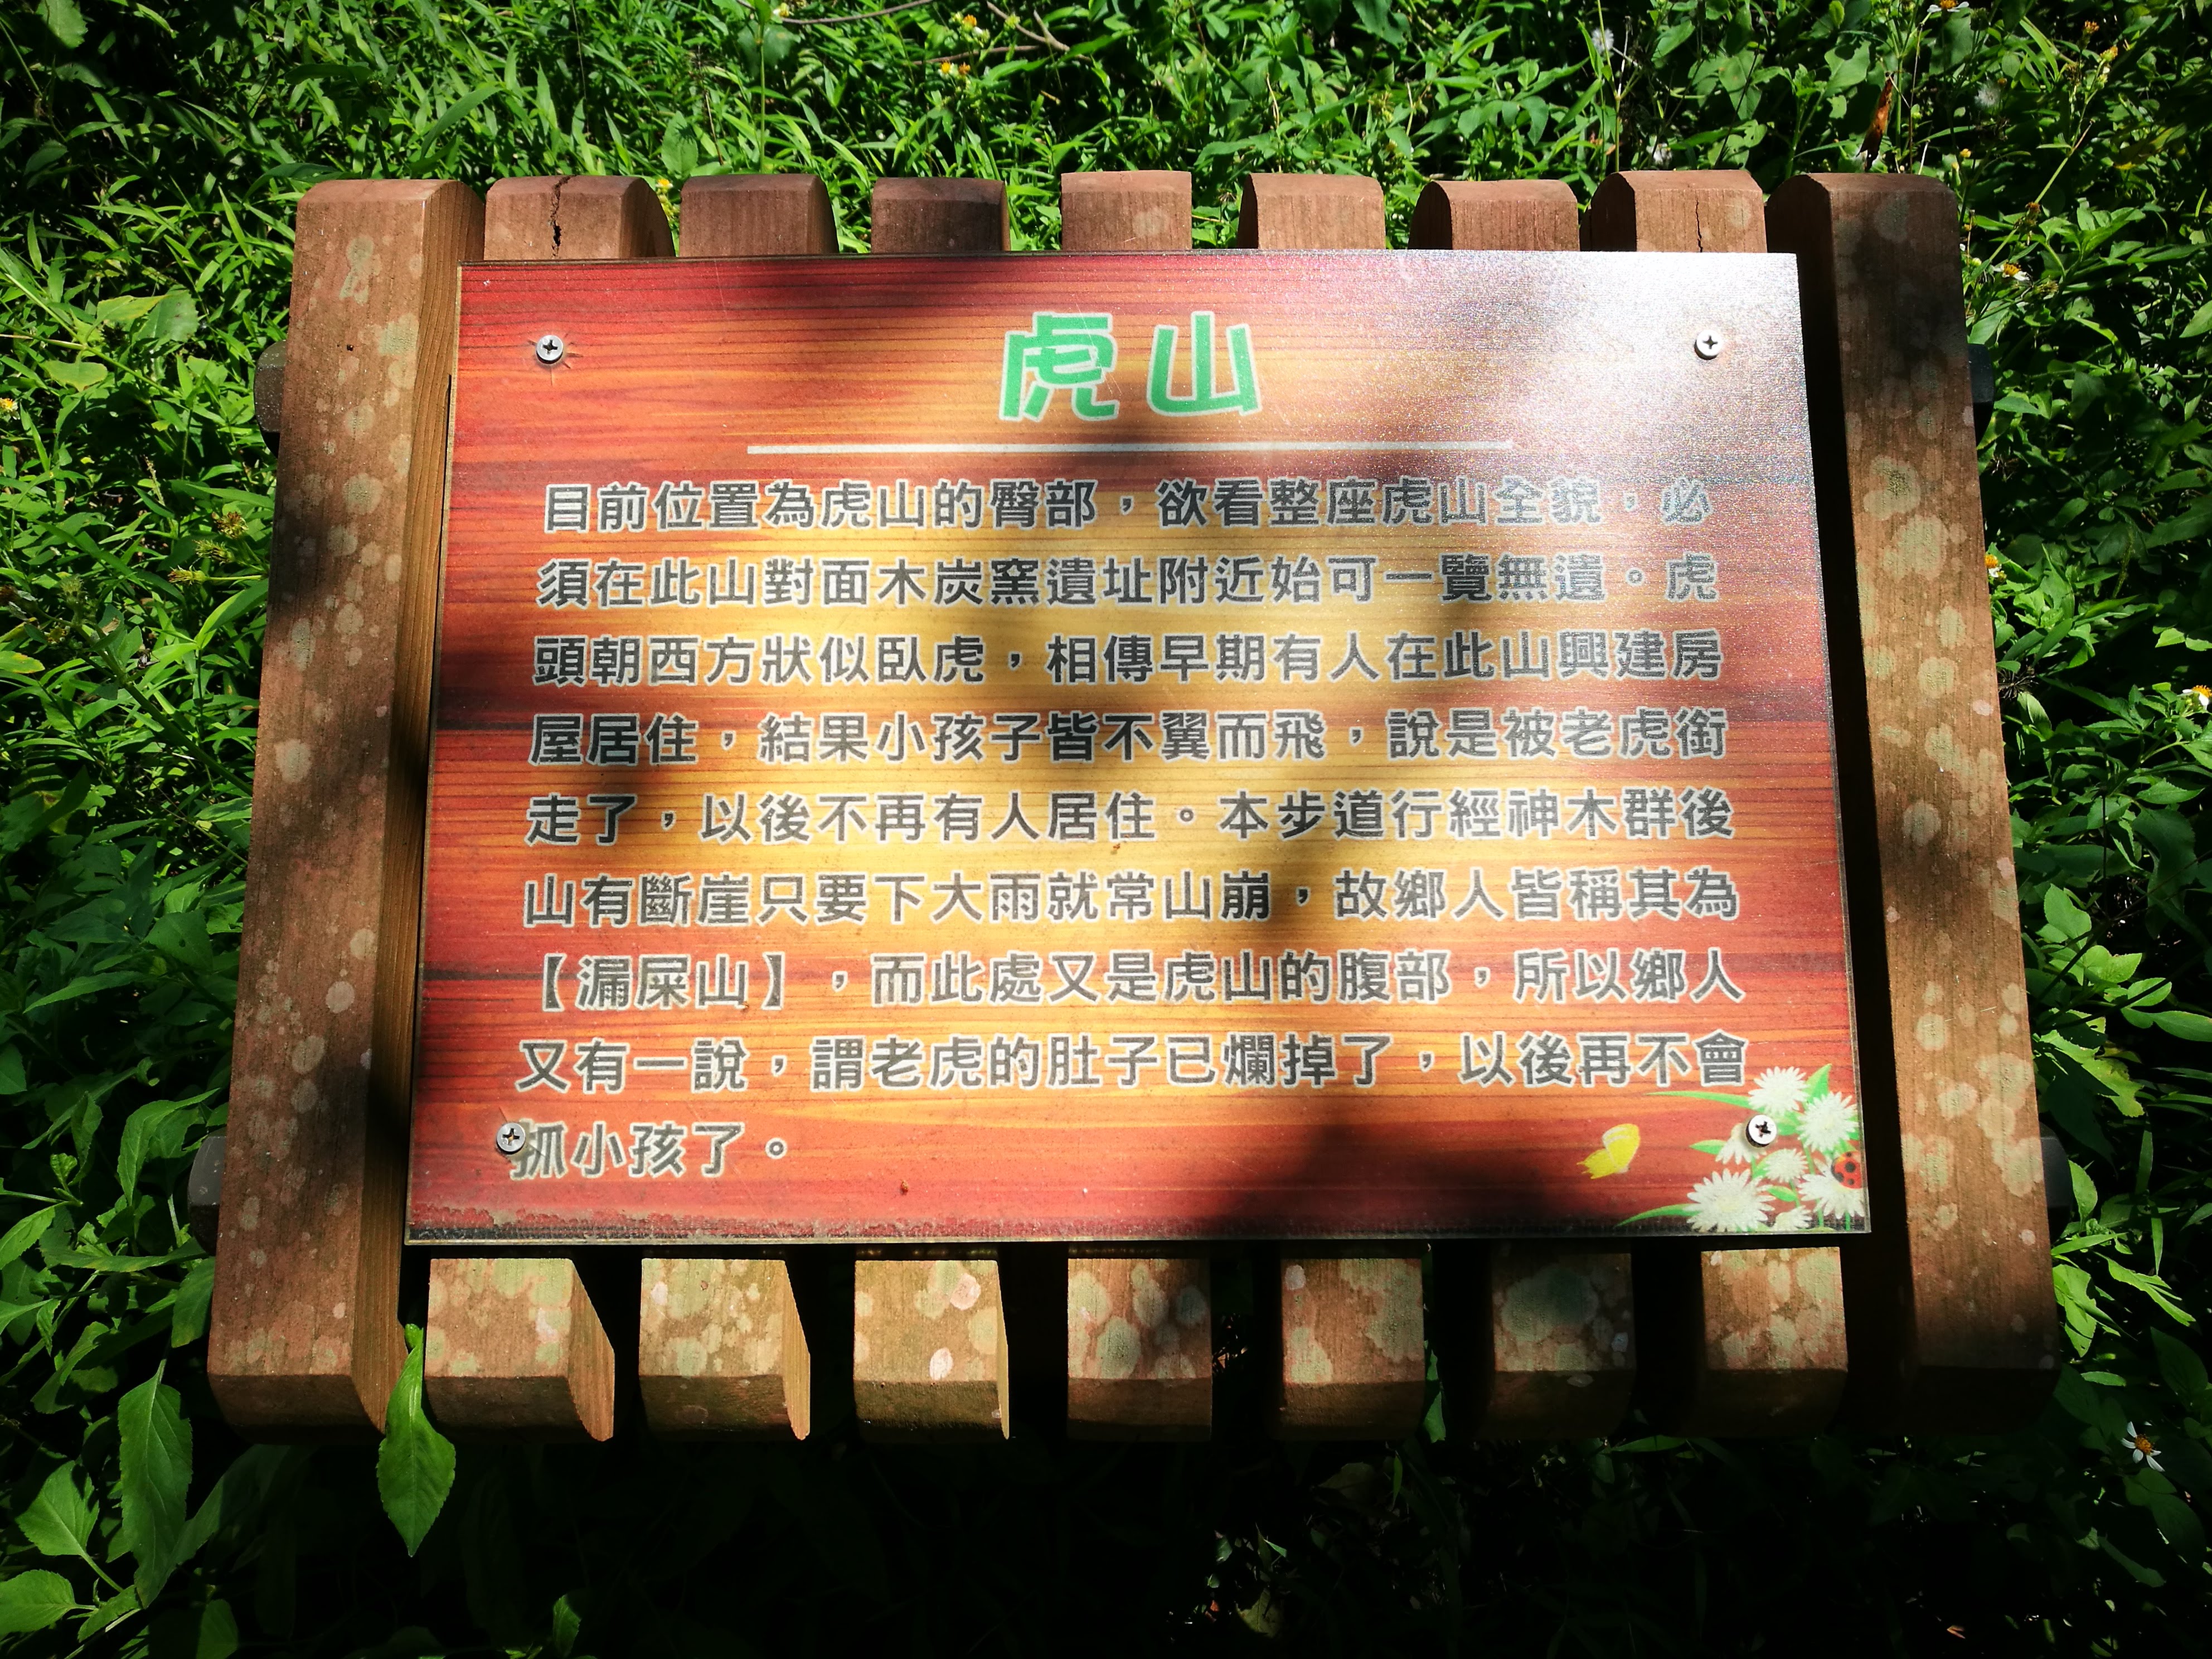 虎山
目前位置為虎山的臀部，欲看整座虎山全貌，必
須在此山對面木炭窯遺址附近始可一覽無遺。虎
頭朝西方狀似臥虎，相傳早期有人在此山興建房
屋居住，結果小孩子皆不翼而飛，說是被老虎銜
走了，以後不再有人居住。本步道行經神木群後
山有斷崖只要下大雨就常山崩，故鄉人皆稱其為
【漏屎山】，而此處又是虎山的腹部，所以鄉人
又有一說，謂老虎的肚子已爛掉了，以後再不會
抓小孩了。